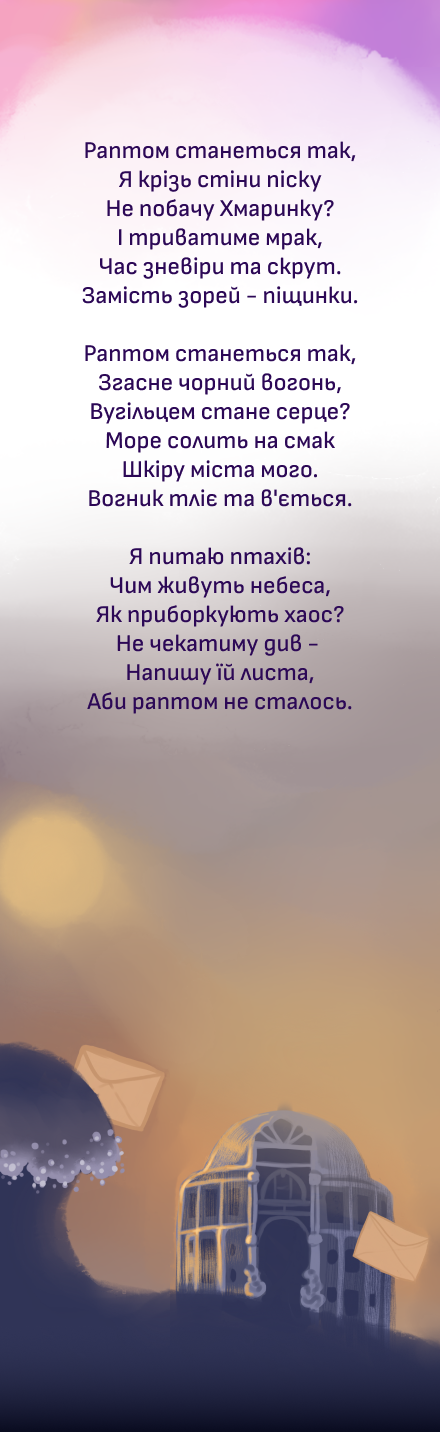 Раптом станеться так,
Я крізь стіни піску
Не побачу Хмаринку?
І триватиме мрак,
Час зневіри та скрут.
Замість зорей - піщинки.
Раптом станеться так,
Згасне чорний вогонь,
Вугільцем стане серце?
Море солить на смак
Шкіру міста мого.
Вогник тліє та в'ється.
Я питаю птахів:
Чим живуть небеса,
Як приборкують хаос?
Не чекатиму див -
Напишу їй листа,
Аби раптом не сталось.